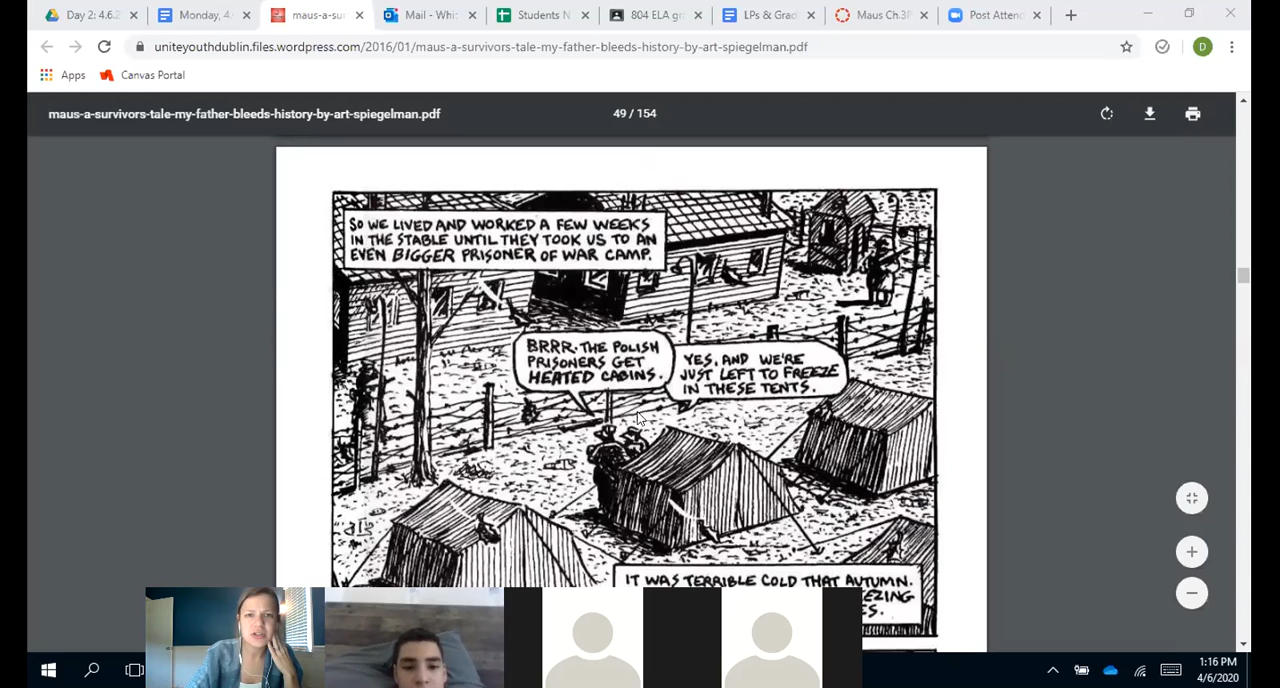 Day 2: 4.6.2
Monday, 4.
maus-a-sur
Mail - Whi
Students N
804 ELA gr
LPs & Grad
Maus Ch.3P
Post Attend
uniteyouthdublin.files.wordpress.com/2016/01/maus-a-survivors-tale-my-father-bleeds-history-by-art-spiegelman.pdf
D
Apps
Canvas Portal
maus-a-survivors-tale-my-father-bleeds-history-by-art-spiegelman.pdf
49 / 154
SO WE LIVED AND WORKED A FEW WEEKS
IN THE STABLE UNTIL THEY TOOK US TO AN
EVEN BIGGER PRISONER OF WAR CAMP.
BRRR. THE POLISH
PRISONERS GET
HEATED CABINS.
YES, AND WE'RE
JUST LEFT TO FREEZE
IN THESE TENTS.
IT WAS TERRIBLE COLD THAT AUTUMN.
1:16 PM
4/6/2020